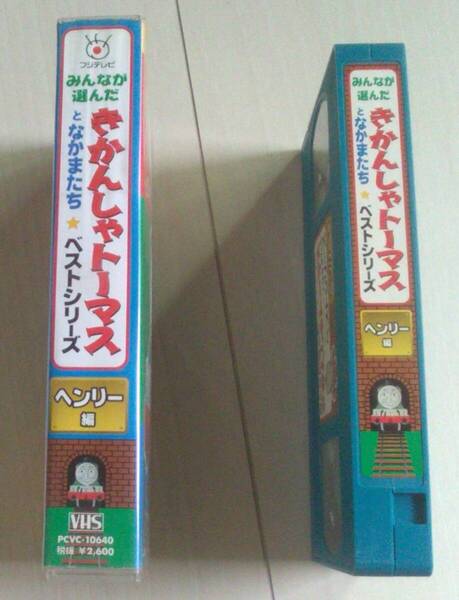 フジテレビ
みんなが
選んだ
きかんしゃトーマス
となかまたち
★ベストシリーズ
ヘンリー
編
VHS
PCVC-10640
税抜 ¥2,600
みんなが
選んだ
きかんしゃトーマス
となかまたち
★ベストシリーズ
ヘンリー
編